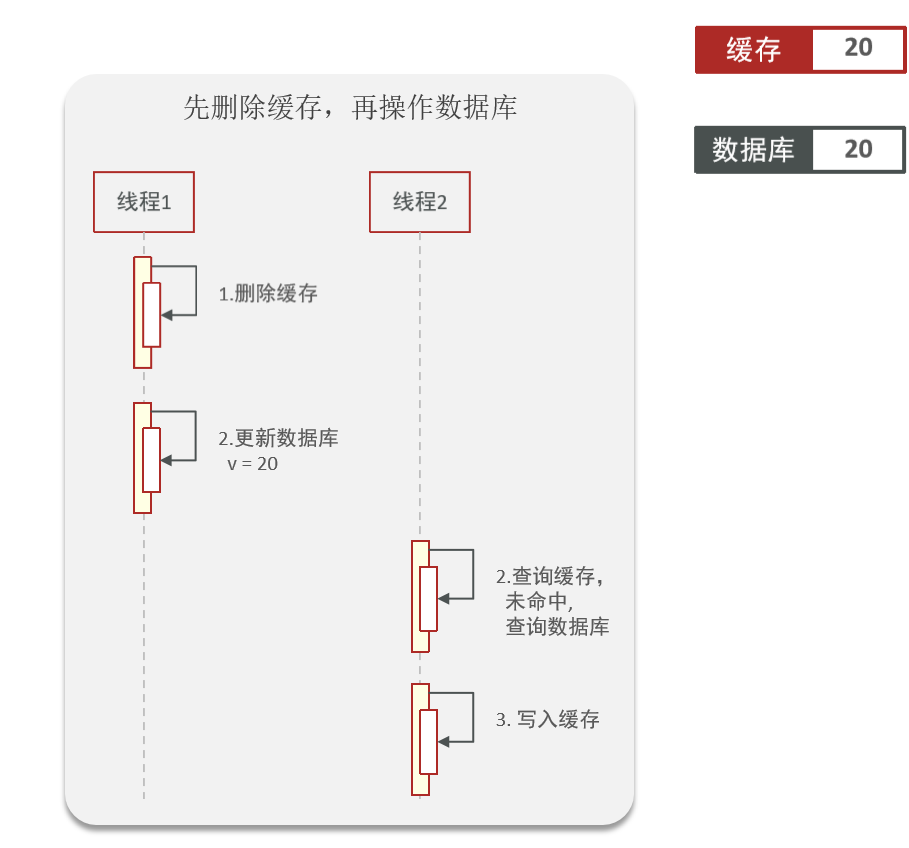 缓存 20
先删除缓存，再操作数据库
数据库 20
线程1 线程2
1.删除缓存
2.更新数据库
v = 20
2.查询缓存，
未命中,
查询数据库
3. 写入缓存